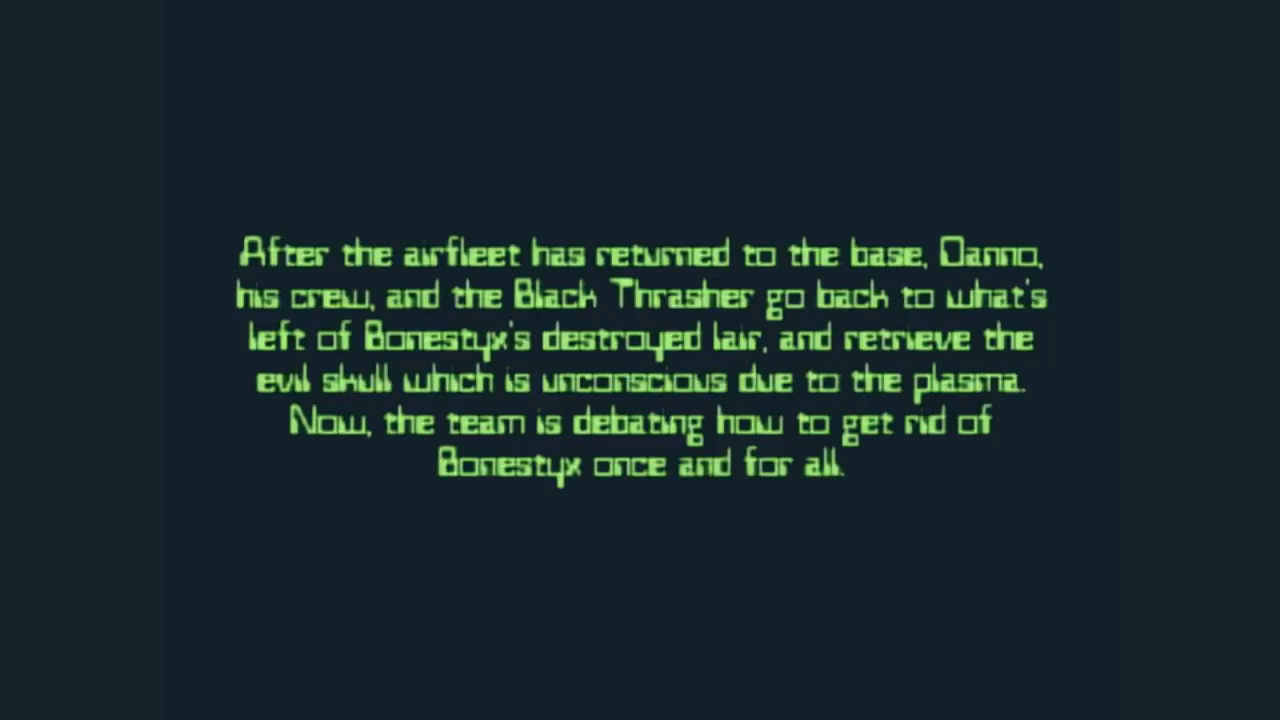 After the airfleet has returned to the base, Danno,
his crew, and the Black Thrasher go back to what's
left of Bonestyx's destroyed lair, and retrieve the
evil skull which is unconscious due to the plasma.
Now, the team is debating how to get rid of
Bonestyx once and for all.